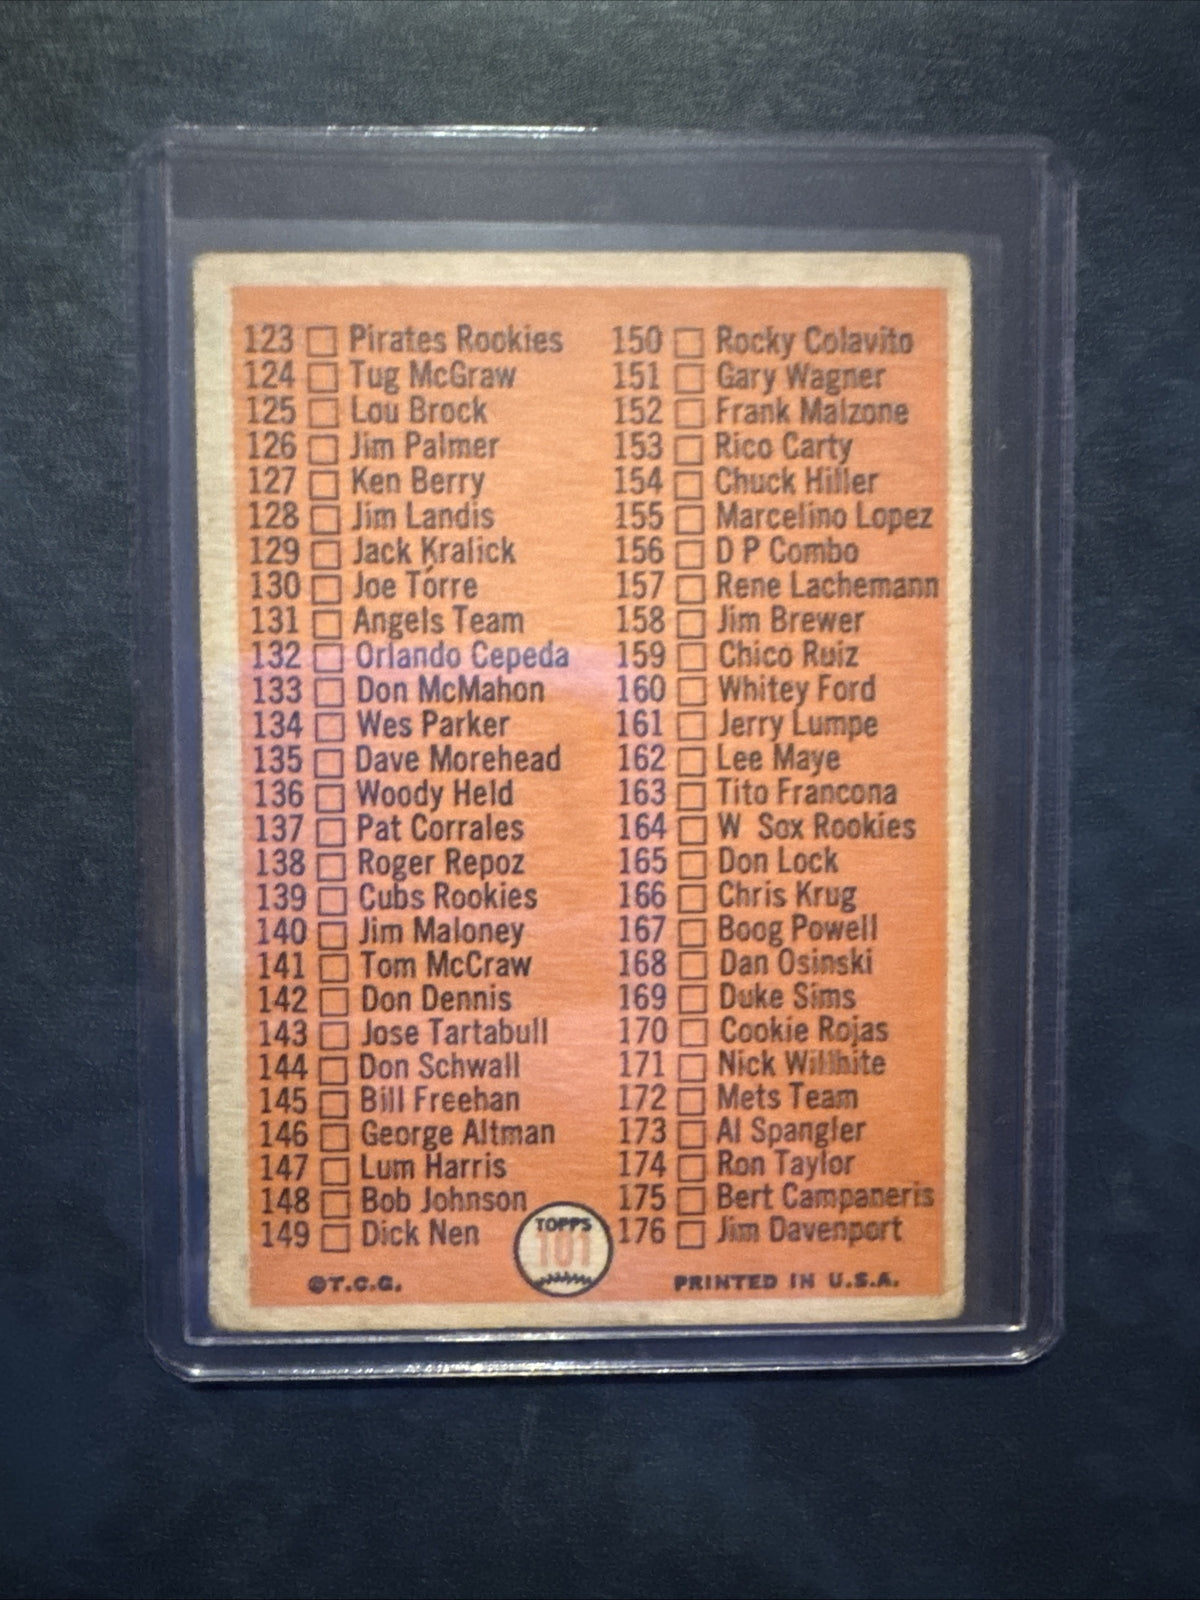 123 Pirates Rookies
124 Tug McGraw
125 Lou Brock
126 Jim Palmer
127 Ken Berry
128 Jim Landis
129 Jack Kralick
130 Joe Torre
131 Angels Team
132 Orlando Cepeda
133 Don McMahon
134 Wes Parker
135 Dave Morehead
136 Woody Held
137 Pat Corrales
138 Roger Repoz
139 Cubs Rookies
140 Jim Maloney
141 Tom McCraw
142 Don Dennis
143 Jose Tartabull
144 Don Schwall
145 Bill Freehan
146 George Altman
147 Lum Harris
148 Bob Johnson
149 Dick Nen
150 Rocky Colavito
151 Gary Wagner
152 Frank Malzone
153 Rico Carty
154 Chuck Hiller
155 Marcelino Lopez
156 D P Combo
157 Rene Lachemann
158 Jim Brewer
159 Chico Ruiz
160 Whitey Ford
161 Jerry Lumpe
162 Lee Maye
163 Tito Francona
164 W Sox Rookies
165 Don Lock
166 Chris Krug
167 Boog Powell
168 Dan Osinski
169 Duke Sims
170 Cookie Rojas
171 Nick Willhite
172 Mets Team
173 Al Spangler
174 Ron Taylor
175 Bert Campaneris
176 Jim Davenport
TOPPS
101
©T.C.G.
PRINTED IN U.S.A.